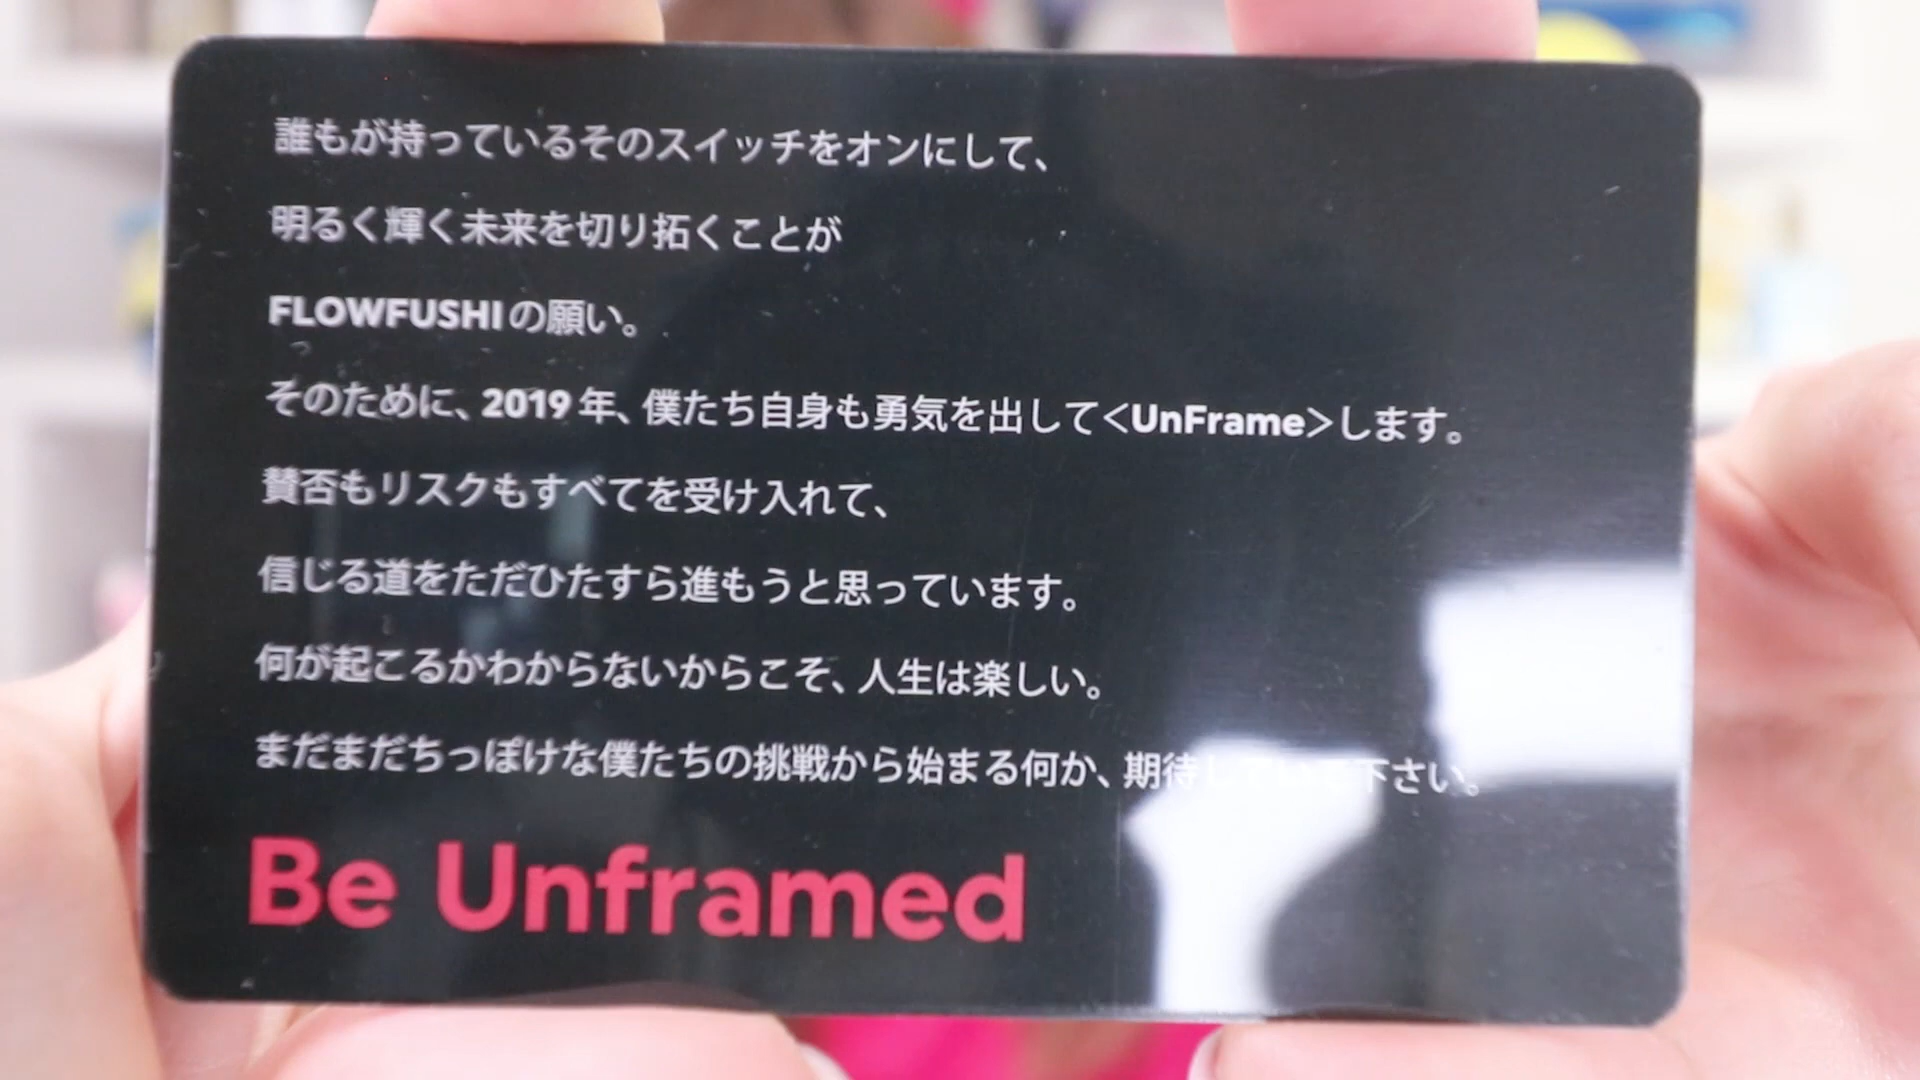 誰もが持っているそのスイッチをオンにして、
明るく輝く未来を切り拓くことが
FLOWFUSHIの願い。
そのために、2019年、僕たち自身も勇気を出して<UnFrame>します。
賛否もリスクもすべてを受け入れて、
信じる道をただひたすら進もうと思っています。
何が起こるかわからないからこそ、人生は楽しい。
まだまだちっぽけな僕たちの挑戦から始まる何か、期待していて下さい。
Be Unframed